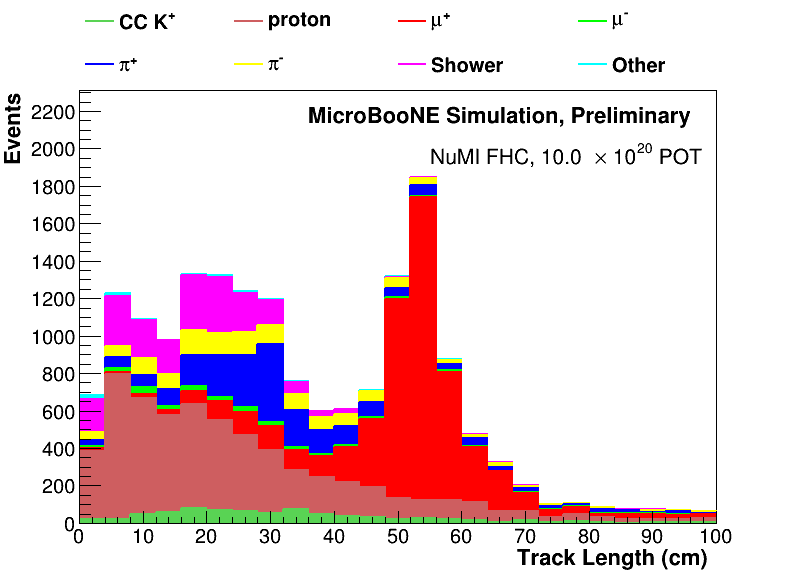 CC K⁺ proton μ⁺ μ⁻
π⁺ π⁻ Shower Other
Events
MicroBooNE Simulation, Preliminary
NuMI FHC, 10.0 × 10²⁰ POT
2200
2000
1800
1600
1400
1200
1000
800
600
400
200
0
0 10 20 30 40 50 60 70 80 90 100
Track Length (cm)